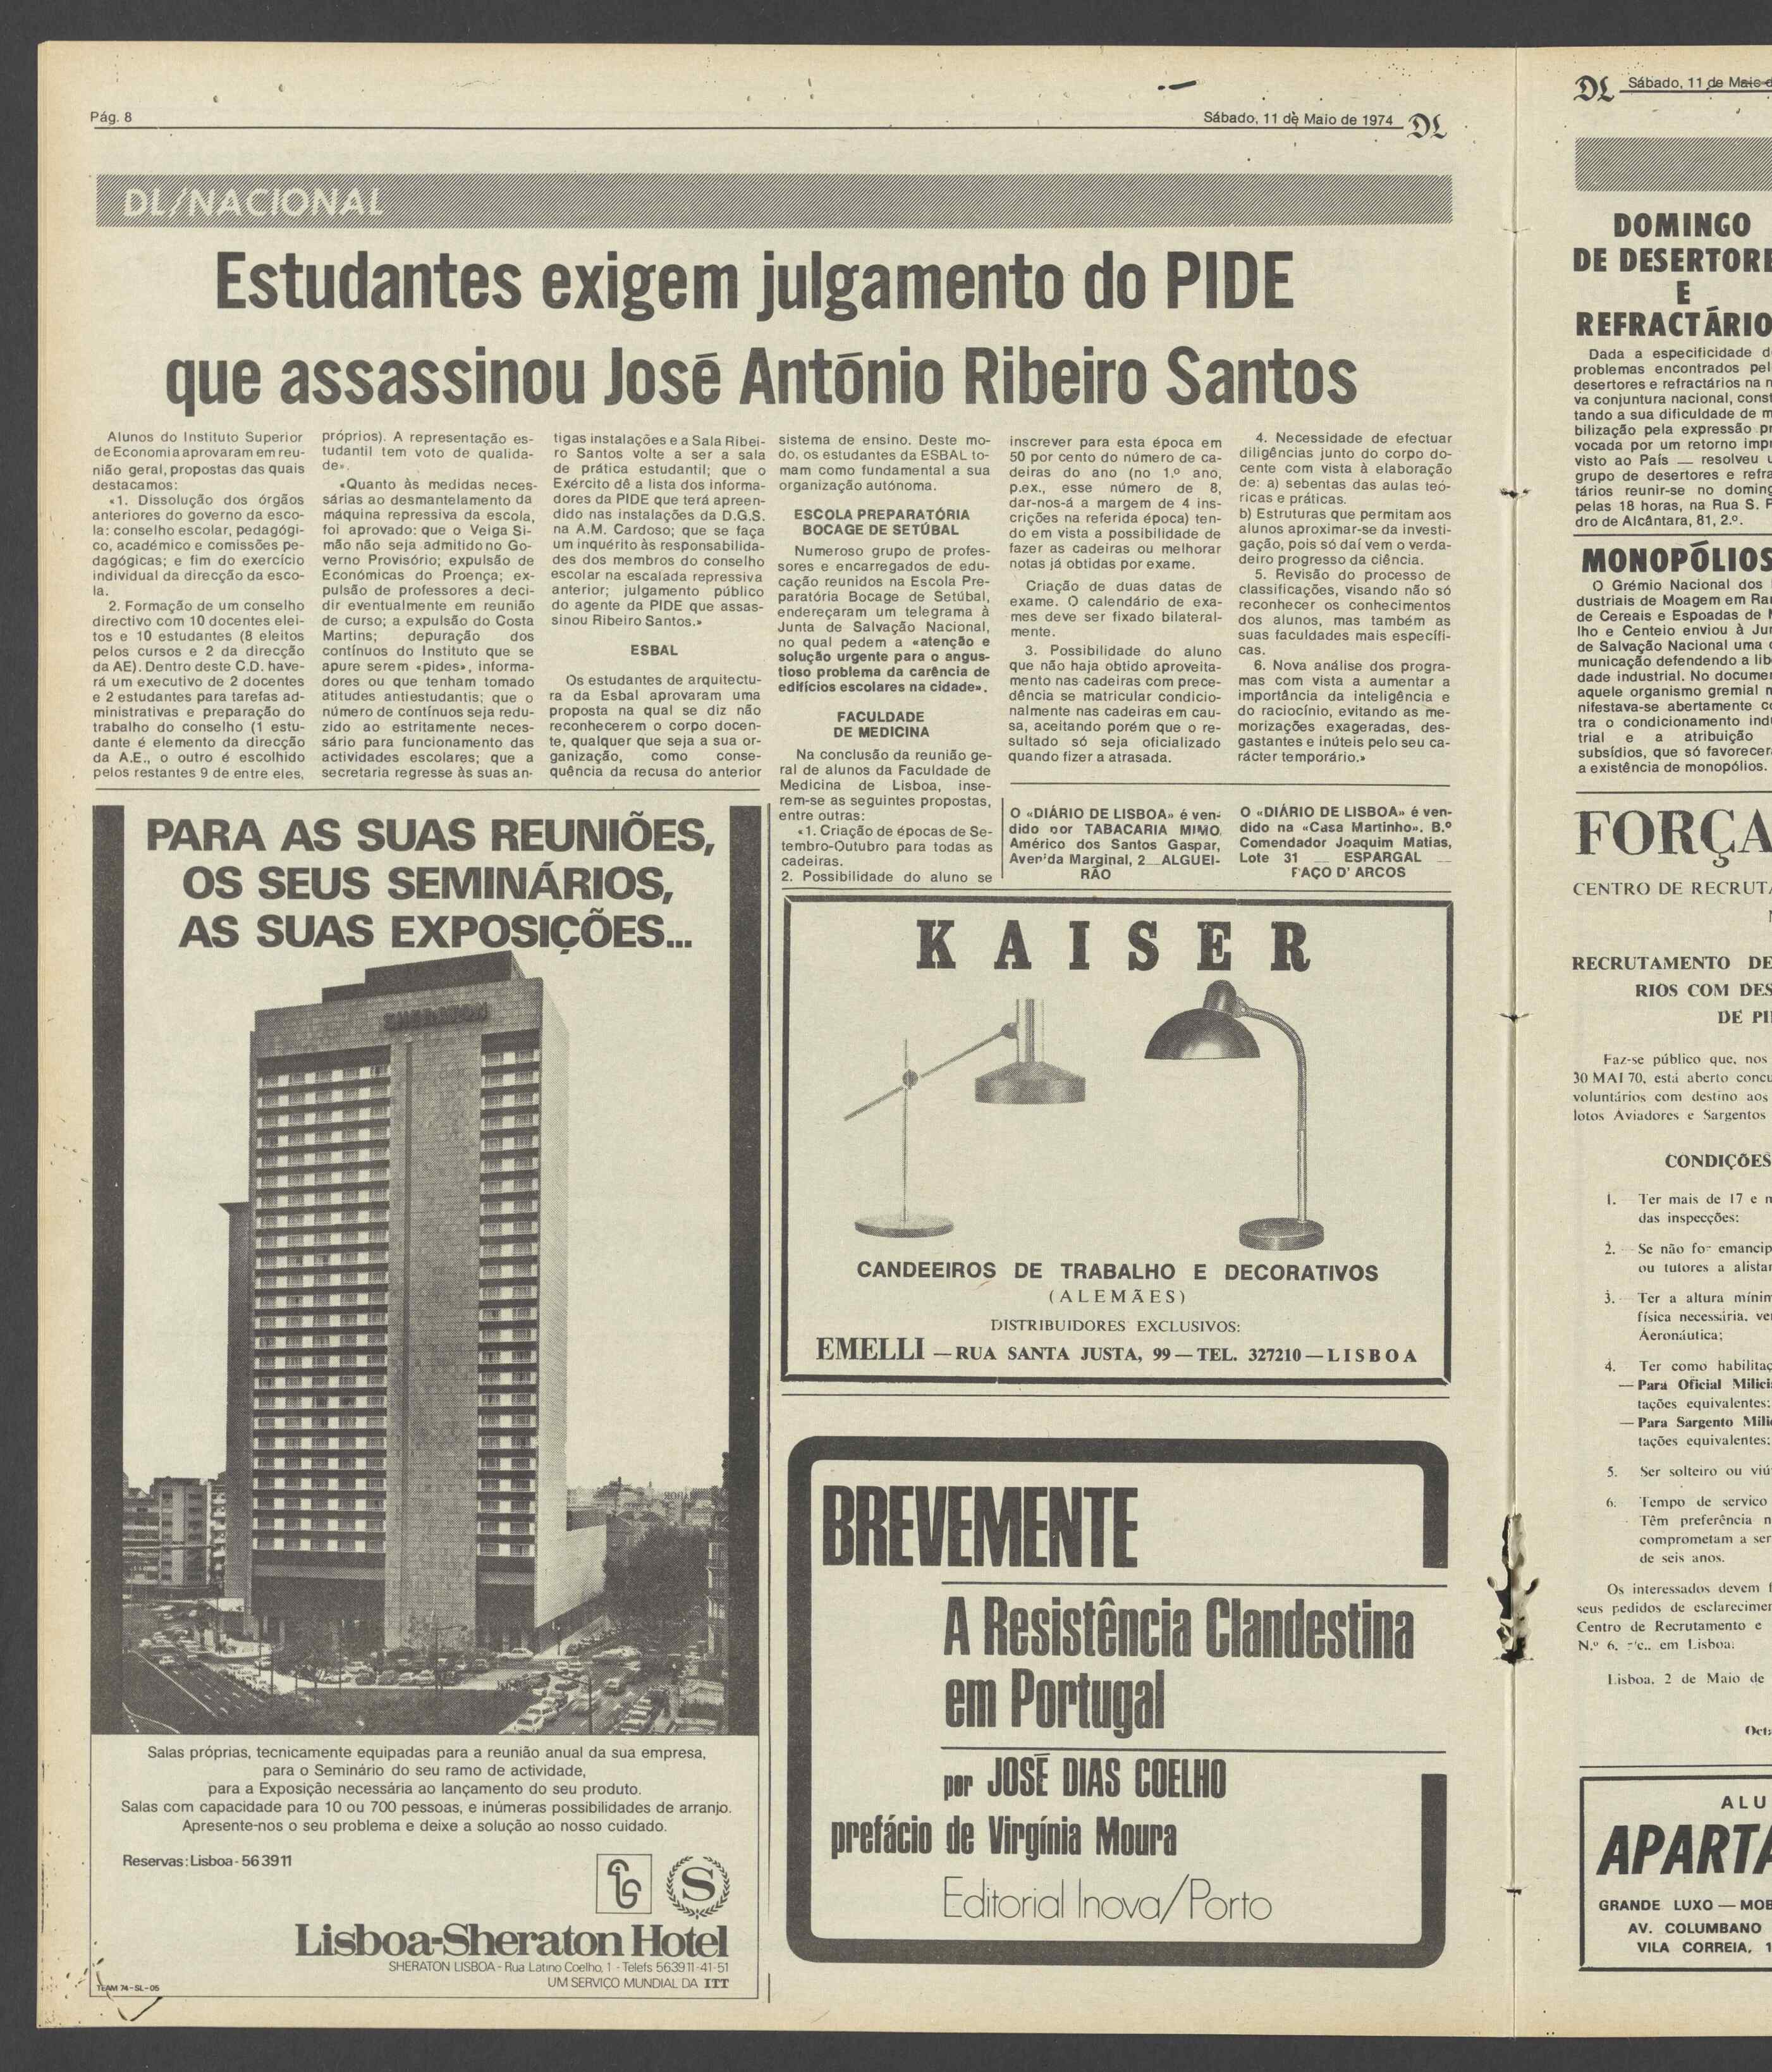 Pág. 8
Sábado, 11 de Maio de 1974 DL
DL/NACIONAL
Estudantes exigem julgamento do PIDE
que assassinou José António Ribeiro Santos
Alunos do Instituto Superior
de Economia aprovaram em reu-
nião geral, propostas das quais
destacamos:
«1. Dissolução dos órgãos
anteriores do governo da esco-
la: conselho escolar, pedagógi-
co, académico e comissões pe-
dagógicas; e fim do exercício
individual da direcção da esco-
la.
2. Formação de um conselho
directivo com 10 docentes elei-
tos e 10 estudantes (8 eleitos
pelos cursos e 2 da direcção
da AE). Dentro deste C.D. have-
rá um executivo de 2 docentes
e 2 estudantes para tarefas ad-
ministrativas e preparação do
trabalho do conselho (1 estu-
dante é elemento da direcção
da A.E., o outro é escolhido
pelos restantes 9 de entre eles,
próprios). A representação es-
tudantil tem voto de qualida-
de».
«Quanto às medidas neces-
sárias ao desmantelamento da
máquina repressiva da escola,
foi aprovado: que o Veiga Si-
mão não seja admitido no Go-
verno Provisório; expulsão de
Económicas do Proença; ex-
pulsão de professores a deci-
dir eventualmente em reunião
de curso; a expulsão do Costa
Martins; depuração dos
contínuos do Instituto que se
apure serem «pides», informa-
dores ou que tenham tomado
atitudes antiestudantis; que o
número de contínuos seja redu-
zido ao estritamente neces-
sário para funcionamento das
actividades escolares; que a
secretaria regresse às suas an-
tigas instalações e a Sala Ribei-
ro Santos volte a ser a sala
de prática estudantil; que o
Exército dê a lista dos informa-
dores da PIDE que terá apreen-
dido nas instalações da D.G.S.
na A.M. Cardoso; que se faça
um inquérito às responsabilida-
des dos membros do conselho
escolar na escalada repressiva
anterior; julgamento público
do agente da PIDE que assas-
sinou Ribeiro Santos.»
ESBAL
Os estudantes de arquitectu-
ra da Esbal aprovaram uma
proposta na qual se diz não
reconhecerem o corpo docen-
te, qualquer que seja a sua or-
ganização, como conse-
quência da recusa do anterior
sistema de ensino. Deste mo-
do, os estudantes da ESBAL to-
mam como fundamental a sua
organização autónoma.
ESCOLA PREPARATÓRIA
BOCAGE DE SETÚBAL
Numeroso grupo de profes-
sores e encarregados de edu-
cação reunidos na Escola Pre-
paratória Bocage de Setúbal,
endereçaram um telegrama à
Junta de Salvação Nacional,
no qual pedem a «atenção e
solução urgente para o angus-
tioso problema da carência de
edifícios escolares na cidade».
FACULDADE
DE MEDICINA
Na conclusão da reunião ge-
ral de alunos da Faculdade de
Medicina de Lisboa, inse-
rem-se as seguintes propostas,
entre outras:
«1. Criação de épocas de Se-
tembro-Outubro para todas as
cadeiras.
2. Possibilidade do aluno se
inscrever para esta época em
50 por cento do número de ca-
deiras do ano (no 1.º ano,
p.ex., esse número de 8,
dar-nos-á a margem de 4 ins-
crições na referida época) ten-
do em vista a possibilidade de
fazer as cadeiras ou melhorar
notas já obtidas por exame.
Criação de duas datas de
exame. O calendário de exa-
mes deve ser fixado bilateral-
mente.
3. Possibilidade do aluno
que não haja obtido aproveita-
mento nas cadeiras com prece-
dência se matricular condicio-
nalmente nas cadeiras em cau-
sa, aceitando porém que o re-
sultado só seja oficializado
quando fizer a atrasada.
4. Necessidade de efectuar
diligências junto do corpo do-
cente com vista à elaboração
de: a) sebentas das aulas teó-
ricas e práticas.
b) Estruturas que permitam aos
alunos aproximar-se da investi-
gação, pois só daí vem o verda-
deiro progresso da ciência.
5. Revisão do processo de
classificações, visando não só
reconhecer os conhecimentos
dos alunos, mas também as
suas faculdades mais específi-
cas.
6. Nova análise dos progra-
mas com vista a aumentar a
importância da inteligência e
do raciocínio, evitando as me-
morizações exageradas, des-
gastantes e inúteis pelo seu ca-
rácter temporário.»
O «DIÁRIO DE LISBOA» é ven-
dido por TABACARIA MIMO,
Américo dos Santos Gaspar,
Avenida Marginal, 2 — ALGUEI-
RÃO
O «DIÁRIO DE LISBOA» é ven-
dido na «Casa Martinho», B.º
Comendador Joaquim Matias,
Lote 31 — ESPARGAL —
PAÇO D' ARCOS
PARA AS SUAS REUNIÕES,
OS SEUS SEMINÁRIOS,
AS SUAS EXPOSIÇÕES...
SHERATON
Salas próprias, tecnicamente equipadas para a reunião anual da sua empresa,
para o Seminário do seu ramo de actividade,
para a Exposição necessária ao lançamento do seu produto.
Salas com capacidade para 10 ou 700 pessoas, e inúmeras possibilidades de arranjo.
Apresente-nos o seu problema e deixe a solução ao nosso cuidado.
Reservas: Lisboa - 563911
S
Lisboa-Sheraton Hotel
SHERATON LISBOA - Rua Latino Coelho, 1 - Telefs 563911-41-51
UM SERVIÇO MUNDIAL DA ITT
TEAM 74-SL-05
KAISER
CANDEEIROS DE TRABALHO E DECORATIVOS
(ALEMÃES)
DISTRIBUIDORES EXCLUSIVOS:
EMELLI — RUA SANTA JUSTA, 99 — TEL. 327210 — LISBOA
BREVEMENTE
A Resistência Clandestina
em Portugal
por JOSÉ DIAS COELHO
prefácio de Virgínia Moura
Editorial Inova/Porto
DL Sábado, 11 de Maio d
DOMINGO
DE DESERTORE
E
REFRACTÁRIO
Dada a especificidade d
problemas encontrados pel
desertores e refractários na n
va conjuntura nacional, const
tando a sua dificuldade de m
bilização pela expressão pr
vocada por um retorno impr
visto ao País — resolveu u
grupo de desertores e refra
tários reunir-se no doming
pelas 18 horas, na Rua S. P
dro de Alcântara, 81, 2.º.
MONOPÓLIOS
O Grémio Nacional dos
dustriais de Moagem em Ra
de Cereais e Espoadas de M
lho e Centeio enviou à Ju
de Salvação Nacional uma c
municação defendendo a lib
dade industrial. No documen
aquele organismo gremial m
nifestava-se abertamente co
tra o condicionamento indu
trial e a atribuição
subsídios, que só favorecer
a existência de monopólios.
FORÇA
CENTRO DE RECRUTA
RECRUTAMENTO DE
RIOS COM DES
DE PI
Faz-se público que, nos
30 MAI 70, está aberto concu
voluntários com destino aos
lotos Aviadores e Sargentos
CONDIÇÕES
1. Ter mais de 17 e m
das inspecções:
2. — Se não for emancip
ou tutores a alistar
3. — Ter a altura mínim
física necessária, ve
Aeronáutica;
4. Ter como habilitaç
— Para Oficial Milici
tações equivalentes:
— Para Sargento Mili
tações equivalentes;
5. Ser solteiro ou viú
6. Tempo de serviço
Têm preferência n
comprometam a ser
de seis anos.
Os interessados devem f
seus pedidos de esclarecimen
Centro de Recrutamento e
N.º 6, r/c., em Lisboa.
Lisboa, 2 de Maio de
Oct
ALU
APARTA
GRANDE LUXO — MOB
AV. COLUMBANO
VILA CORREIA, 1